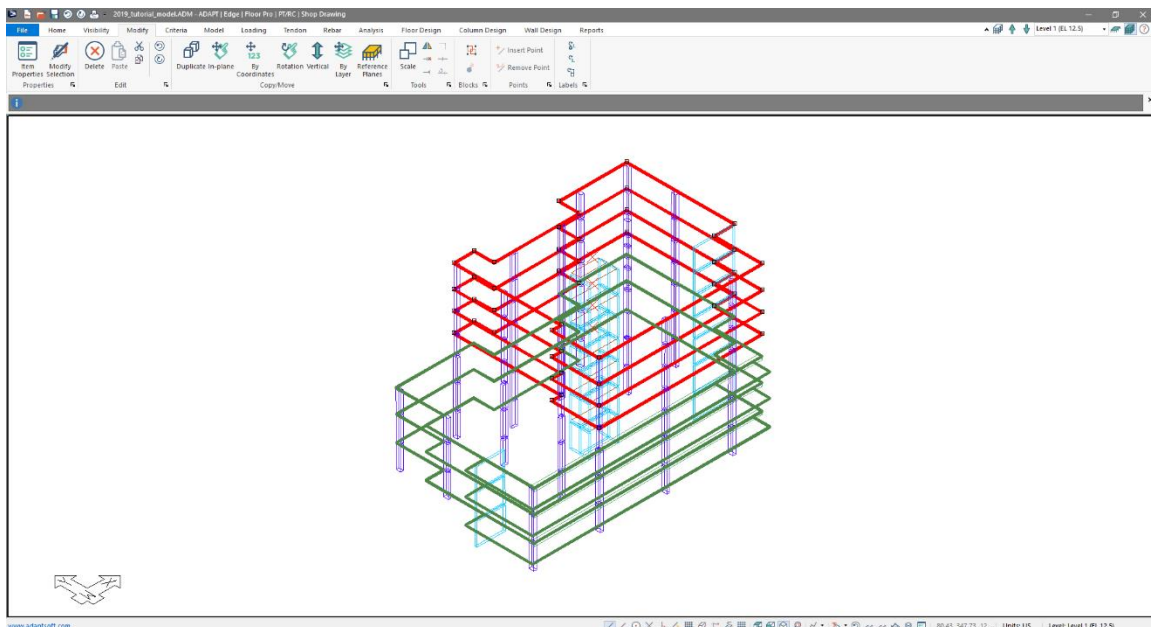 2019_tutorial_model.ADM - ADAPT | Edge | Floor Pro | PT/RC | Shop Drawing
File Home Visibility Modify Criteria Model Loading Tendon Rebar Analysis Floor Design Column Design Wall Design Reports Level 1 (EL 12.5)
Item Properties Modify Selection Delete Paste Duplicate In-plane By Coordinates Rotation Vertical By Layer Reference Planes Scale Insert Point Remove Point
Properties Edit Copy/Move Tools Blocks Points Labels
www.adaptsoft.com Units: US Level: Level 1 (EL 12.5)